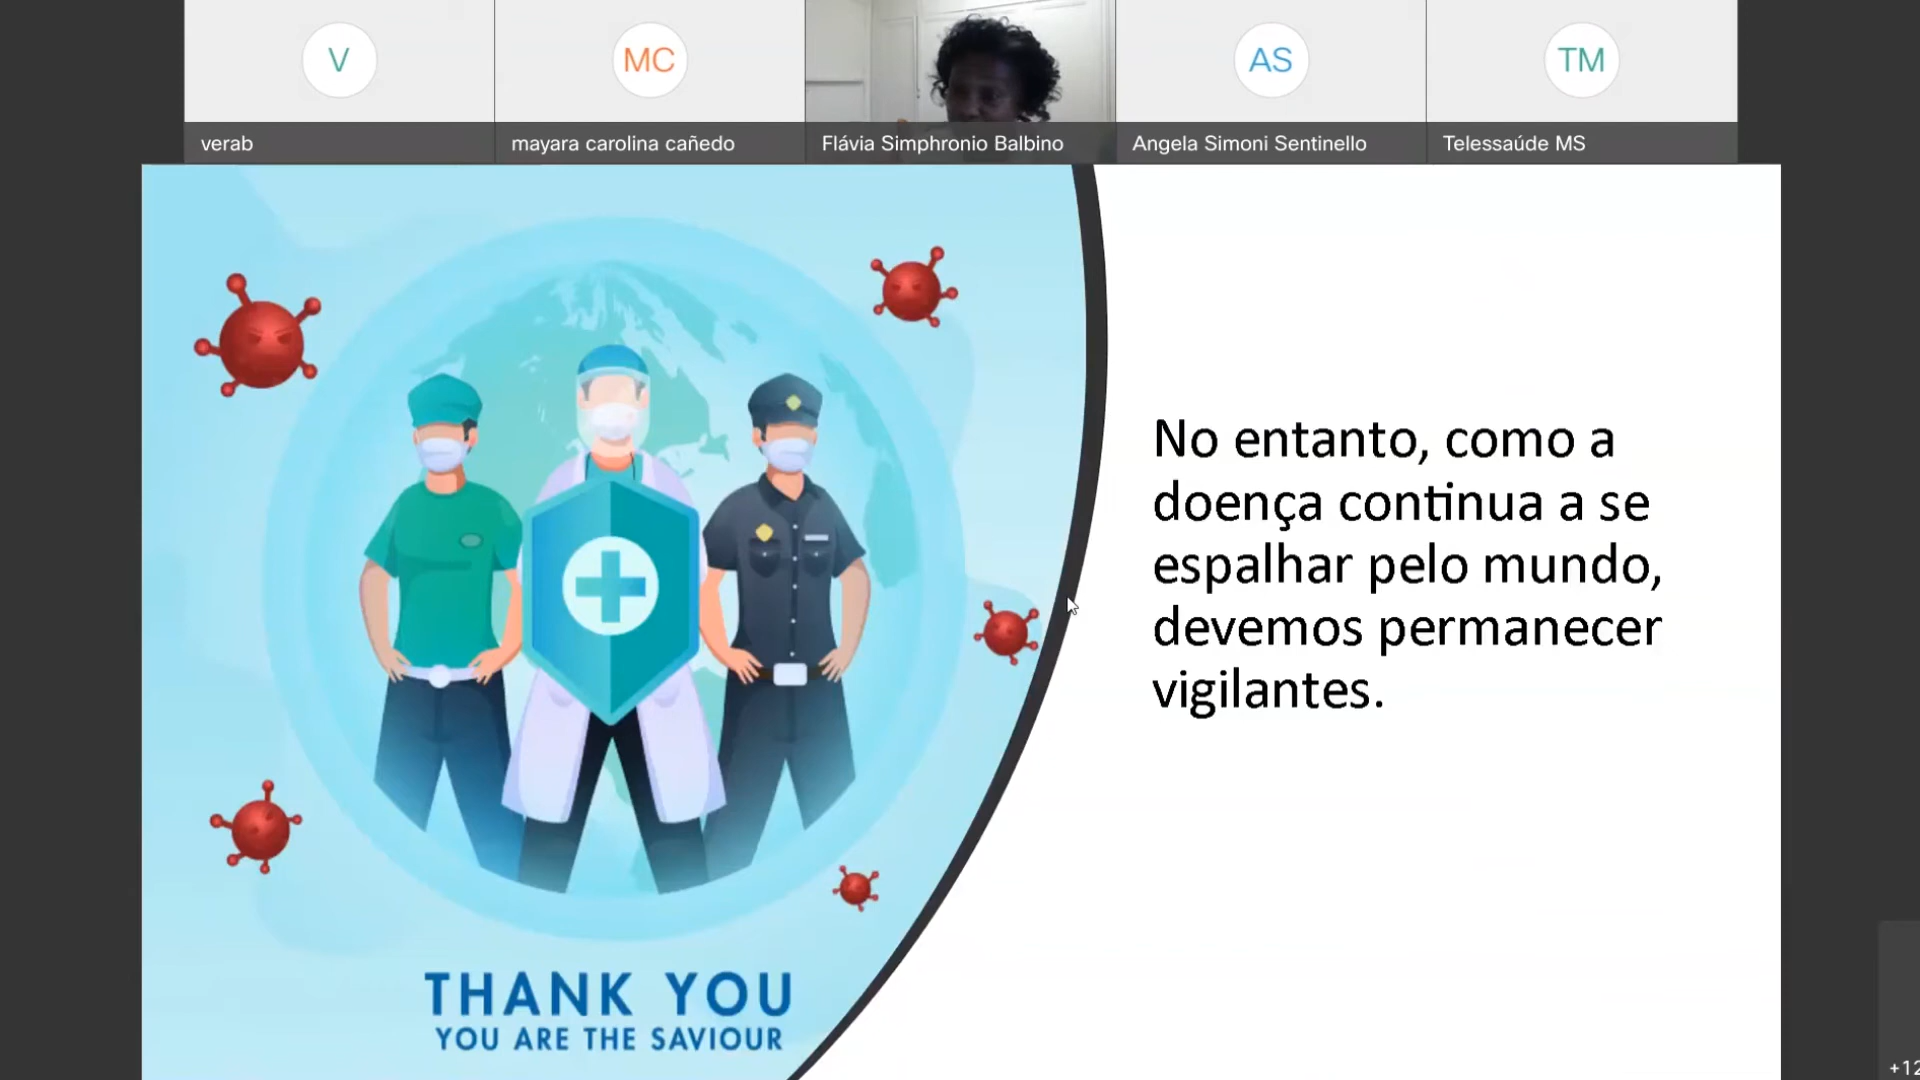 V
MC
AS
TM
verab
mayara carolina cañedo
Flávia Simphronio Balbino
Angela Simoni Sentinello
Telessaúde MS
No entanto, como a
doença continua a se
espalhar pelo mundo,
devemos permanecer
vigilantes.
THANK YOU
YOU ARE THE SAVIOUR